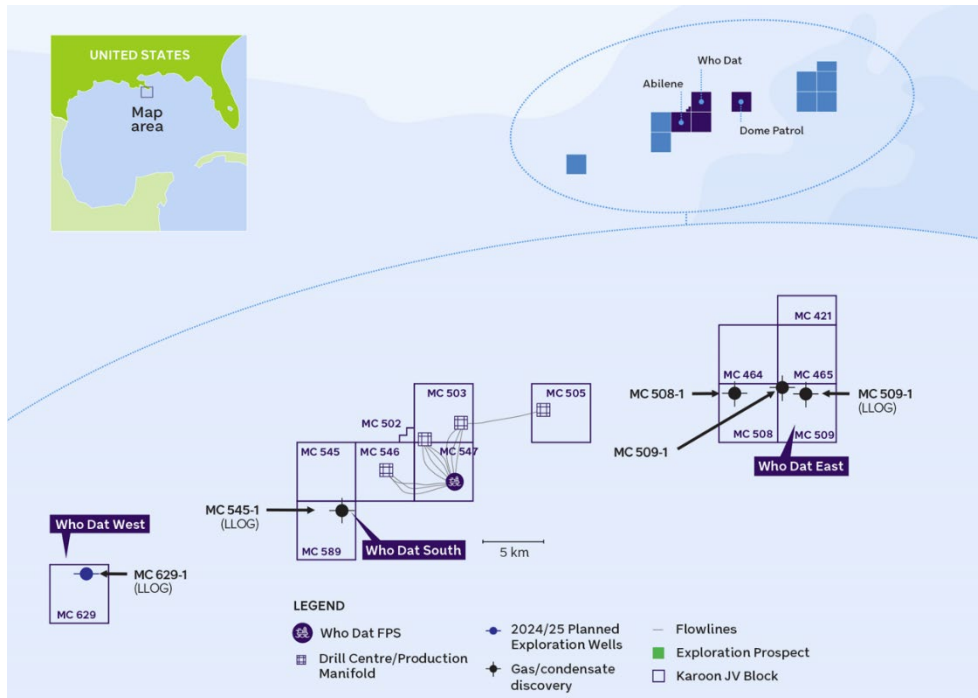 UNITED STATES
Map
area
Who Dat
Abilene
Dome Patrol
MC 421
MC 464
MC 465
MC 508-1
MC 509-1
(LLOG)
MC 509-1
MC 508
MC 509
Who Dat East
MC 503
MC 505
MC 502
MC 545
MC 546
MC 547
MC 545-1
(LLOG)
MC 589
Who Dat South
5 km
Who Dat West
MC 629-1
(LLOG)
MC 629
LEGEND
Who Dat FPS
Drill Centre/Production
Manifold
2024/25 Planned
Exploration Wells
Gas/condensate
discovery
Flowlines
Exploration Prospect
Karoon JV Block